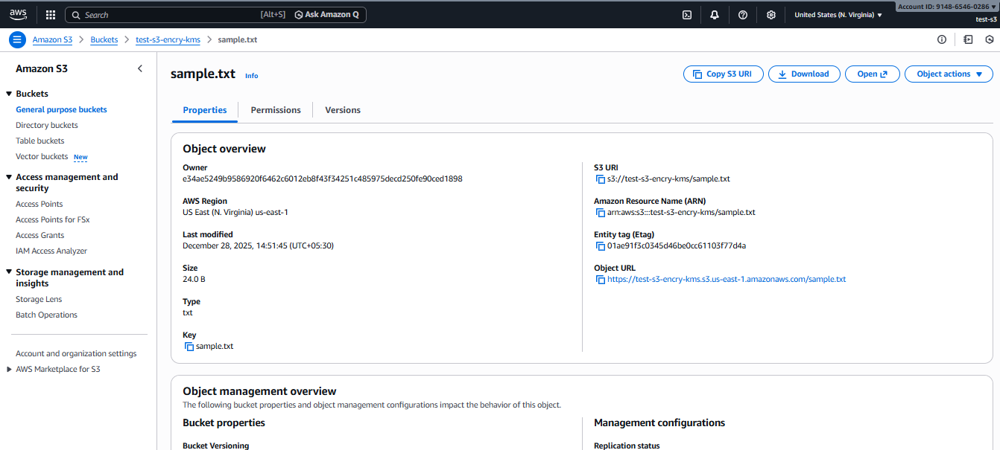 aws
Search [Alt+S] Ask Amazon Q
United States (N. Virginia)
Account ID: 9148-6546-0286
test-s3
Amazon S3 > Buckets > test-s3-encry-kms > sample.txt
Amazon S3
Buckets
General purpose buckets
Directory buckets
Table buckets
Vector buckets New
Access management and
security
Access Points
Access Points for FSx
Access Grants
IAM Access Analyzer
Storage management and
insights
Storage Lens
Batch Operations
Account and organization settings
AWS Marketplace for S3
sample.txt Info
Copy S3 URI
Download
Open
Object actions
Properties
Permissions
Versions
Object overview
Owner
e34ae5249b9586920f6462c6012eb8f43f34251c485975decd250fe90ced1898
AWS Region
US East (N. Virginia) us-east-1
Last modified
December 28, 2025, 14:51:45 (UTC+05:30)
Size
24.0 B
Type
txt
Key
sample.txt
S3 URI
s3://test-s3-encry-kms/sample.txt
Amazon Resource Name (ARN)
arn:aws:s3:::test-s3-encry-kms/sample.txt
Entity tag (Etag)
01ae91f3c0345d46be0cc61103f77d4a
Object URL
https://test-s3-encry-kms.s3.us-east-1.amazonaws.com/sample.txt
Object management overview
The following bucket properties and object management configurations impact the behavior of this object.
Bucket properties
Bucket Versioning
Management configurations
Replication status